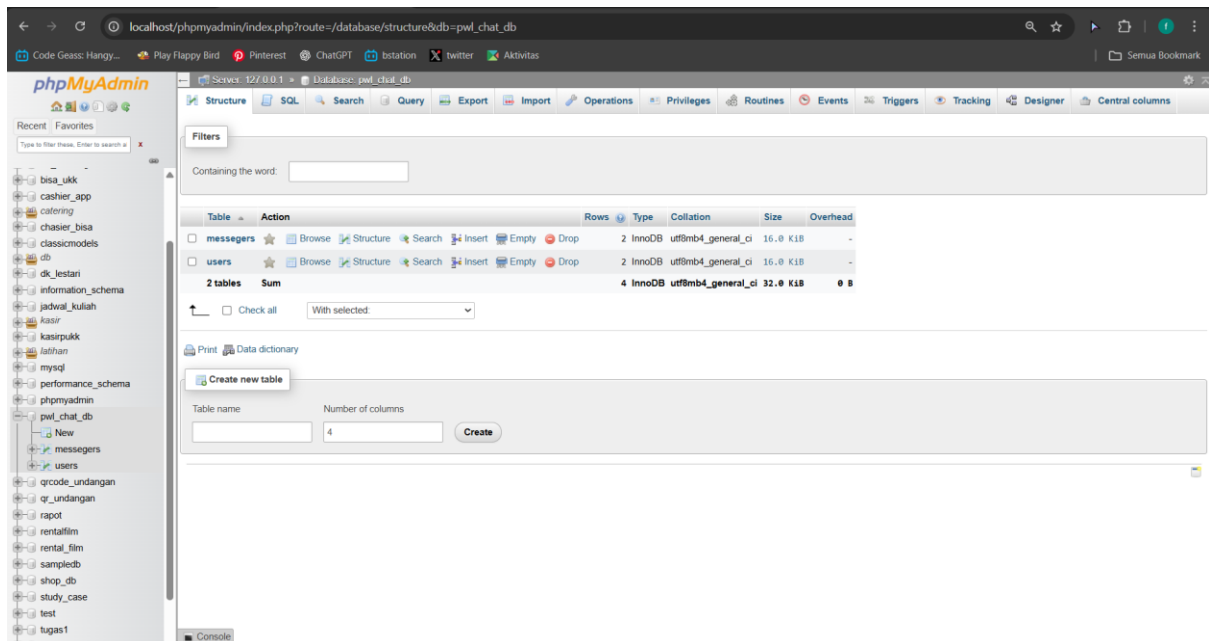 localhost/phpmyadmin/index.php?route=/database/structure&db=pwl_chat_db
Code Geass: Hangy... Play Flappy Bird Pinterest ChatGPT bstation twitter Aktivitas Semua Bookmark
phpMyAdmin
Recent Favorites
Type to filter these, Enter to search a X
bisa_ukk
cashier_app
catering
chasier_bisa
classicmodels
db
dk_lestari
information_schema
jadwal_kuliah
kasir
kasirpukk
latihan
mysql
performance_schema
phpmyadmin
pwl_chat_db
New
messegers
users
qrcode_undangan
qr_undangan
rapot
rentalfilm
rental_film
sampledb
shop_db
study_case
test
tugas1
Server: 127.0.0.1 » Database: pwl_chat_db
Structure SQL Search Query Export Import Operations Privileges Routines Events Triggers Tracking Designer Central columns
Filters
Containing the word:
Table Action Rows Type Collation Size Overhead
messegers Browse Structure Search Insert Empty Drop 2 InnoDB utf8mb4_general_ci 16.0 KiB -
users Browse Structure Search Insert Empty Drop 2 InnoDB utf8mb4_general_ci 16.0 KiB -
2 tables Sum 4 InnoDB utf8mb4_general_ci 32.0 KiB 0 B
Check all With selected:
Print Data dictionary
Create new table
Table name Number of columns
4 Create
Console